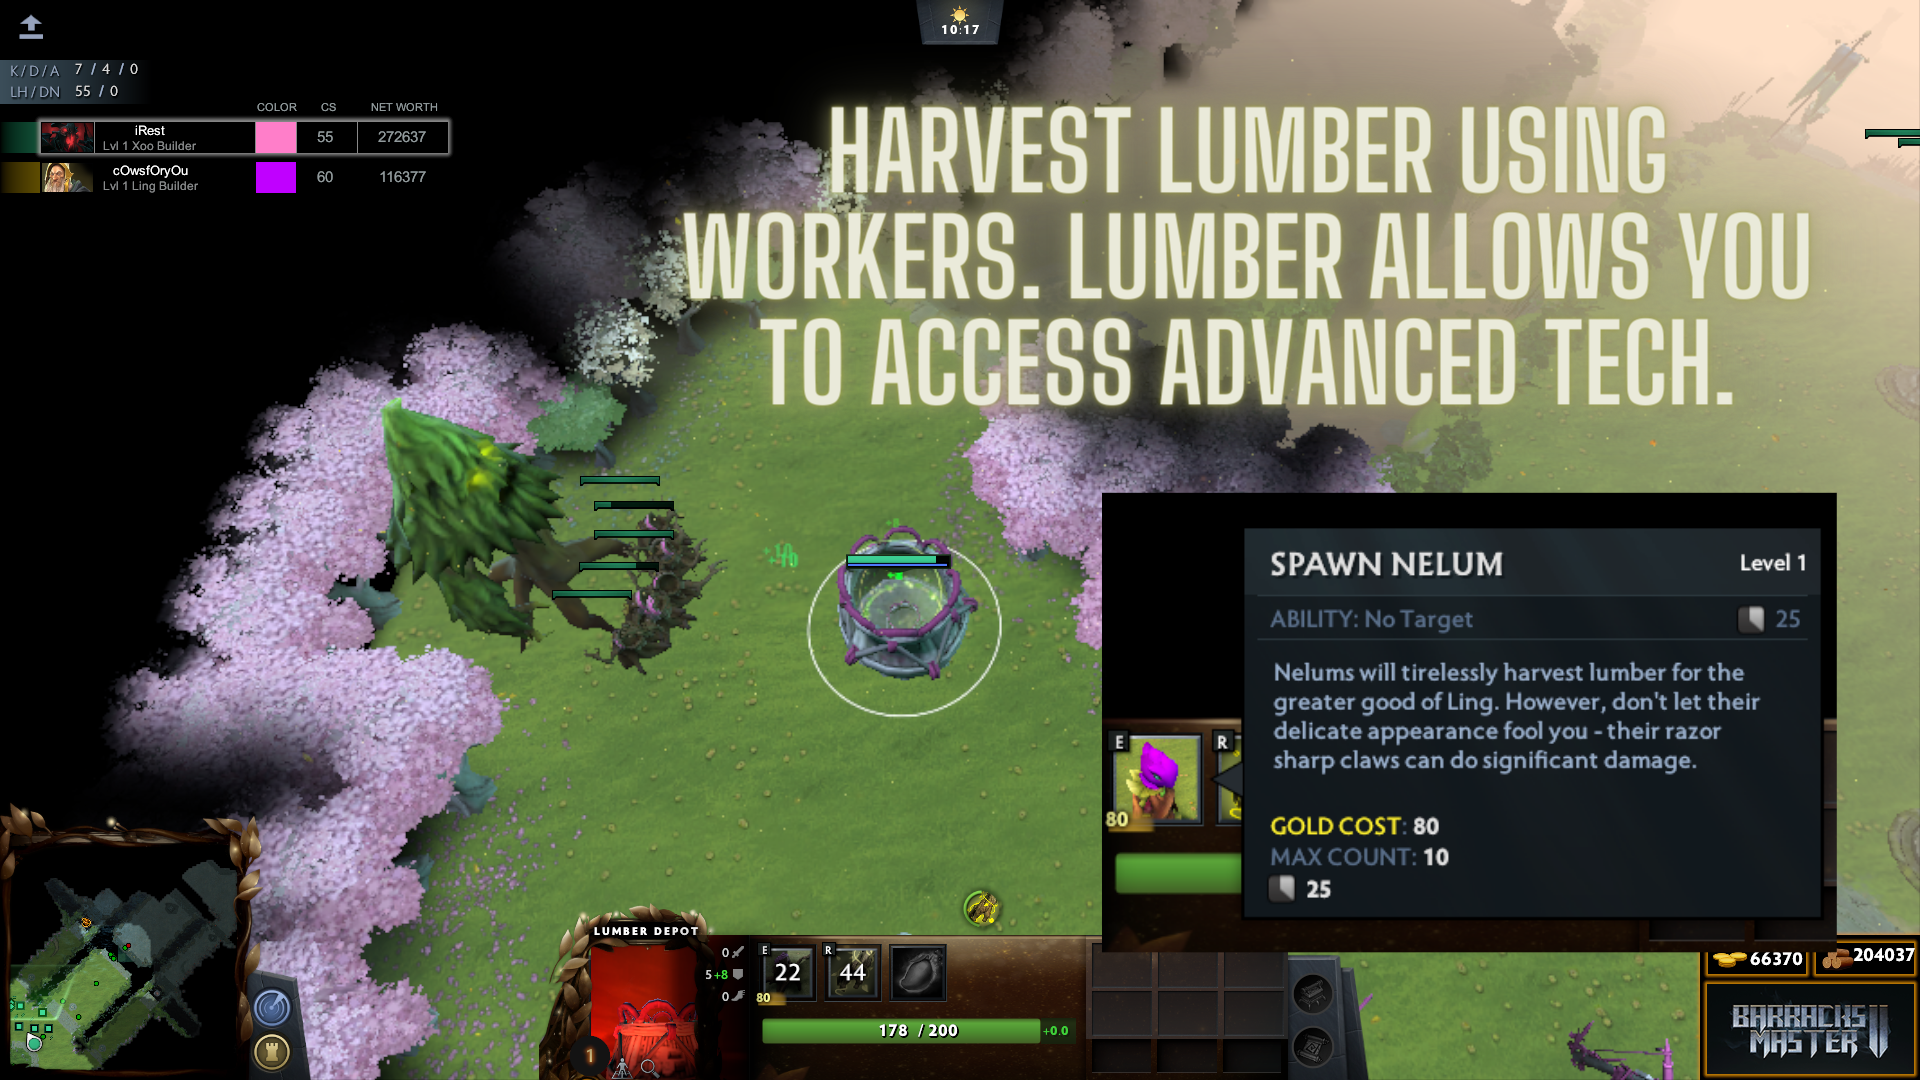 10:17
K/D/A 7 / 4 / 0
LH/DN 55 / 0
COLOR CS NET WORTH
iRest
Lvl 1 Xoo Builder
55 272637
cOwsfOryOu
Lvl 1 Ling Builder
60 116377
HARVEST LUMBER USING
WORKERS. LUMBER ALLOWS YOU
TO ACCESS ADVANCED TECH.
SPAWN NELUM Level 1
ABILITY: No Target 25
Nelums will tirelessly harvest lumber for the
greater good of Ling. However, don't let their
delicate appearance fool you - their razor
sharp claws can do significant damage.
E R
80
GOLD COST: 80
MAX COUNT: 10
25
LUMBER DEPOT
0
5+8
0
1
E R
22 44
80
178 / 200 +0.0
66370 204037
BARRACKS
MASTER II